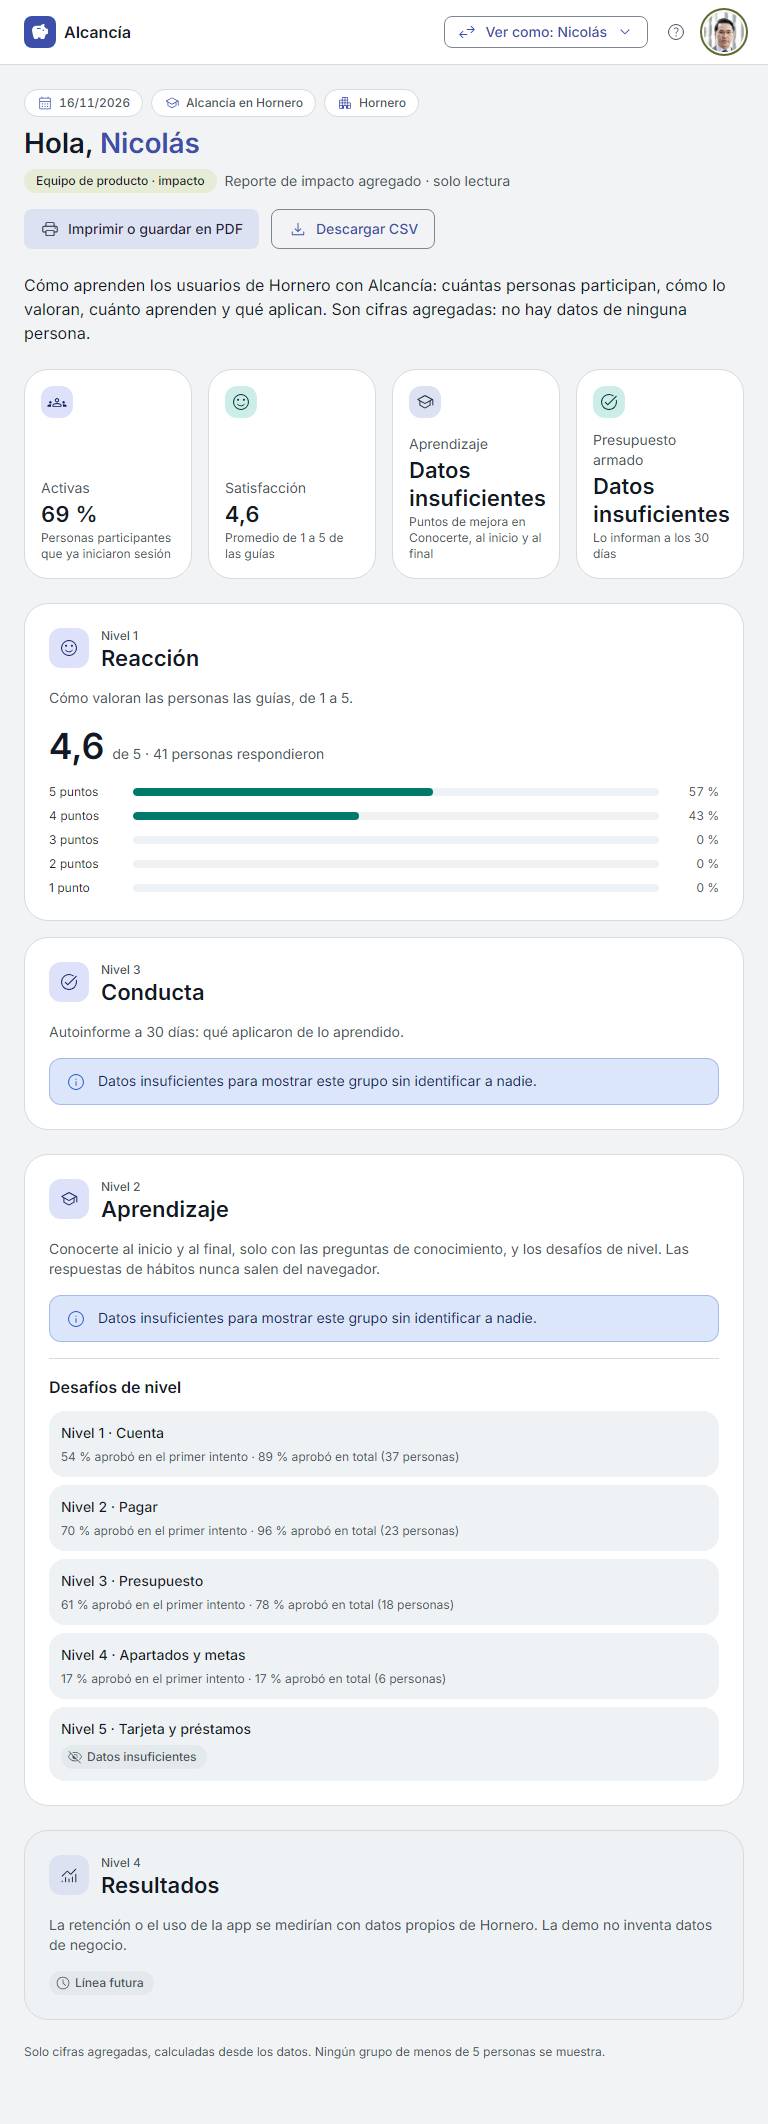 Alcancía
Ver como: Nicolás
16/11/2026
Alcancía en Hornero
Hornero
Hola, Nicolás
Equipo de producto · impacto
Reporte de impacto agregado · solo lectura
Imprimir o guardar en PDF
Descargar CSV
Cómo aprenden los usuarios de Hornero con Alcancía: cuántas personas participan, cómo lo
valoran, cuánto aprenden y qué aplican. Son cifras agregadas: no hay datos de ninguna
persona.
Activas
69 %
Personas participantes
que ya iniciaron sesión
Satisfacción
4,6
Promedio de 1 a 5 de
las guías
Aprendizaje
Datos
insuficientes
Puntos de mejora en
Conocerte, al inicio y al
final
Presupuesto
armado
Datos
insuficientes
Lo informan a los 30
días
Nivel 1
Reacción
Cómo valoran las personas las guías, de 1 a 5.
4,6 de 5 · 41 personas respondieron
5 puntos 57 %
4 puntos 43 %
3 puntos 0 %
2 puntos 0 %
1 punto 0 %
Nivel 3
Conducta
Autoinforme a 30 días: qué aplicaron de lo aprendido.
Datos insuficientes para mostrar este grupo sin identificar a nadie.
Nivel 2
Aprendizaje
Conocerte al inicio y al final, solo con las preguntas de conocimiento, y los desafíos de nivel. Las
respuestas de hábitos nunca salen del navegador.
Datos insuficientes para mostrar este grupo sin identificar a nadie.
Desafíos de nivel
Nivel 1 · Cuenta
54 % aprobó en el primer intento · 89 % aprobó en total (37 personas)
Nivel 2 · Pagar
70 % aprobó en el primer intento · 96 % aprobó en total (23 personas)
Nivel 3 · Presupuesto
61 % aprobó en el primer intento · 78 % aprobó en total (18 personas)
Nivel 4 · Apartados y metas
17 % aprobó en el primer intento · 17 % aprobó en total (6 personas)
Nivel 5 · Tarjeta y préstamos
Datos insuficientes
Nivel 4
Resultados
La retención o el uso de la app se medirían con datos propios de Hornero. La demo no inventa datos
de negocio.
Línea futura
Solo cifras agregadas, calculadas desde los datos. Ningún grupo de menos de 5 personas se muestra.